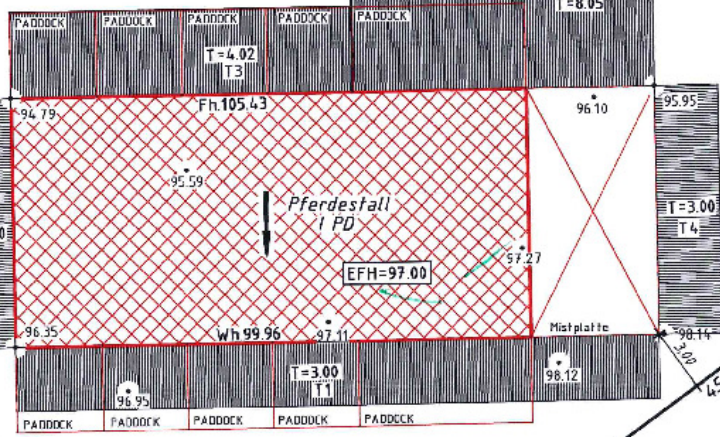 T=8.05
PADDOCK PADDOCK PADDOCK PADDOCK PADDOCK
T=4.02
T3
Fh.105.43
94.79
96.10
95.95
95.59
Pferdestall
I PD
T=3.00
T4
97.27
EFH=97.00
96.35
Wh 99.96
97.11
Mistplatte
98.14
3.00
T=3.00
T1
98.12
96.95
PADDOCK PADDOCK PADDOCK PADDOCK PADDOCK